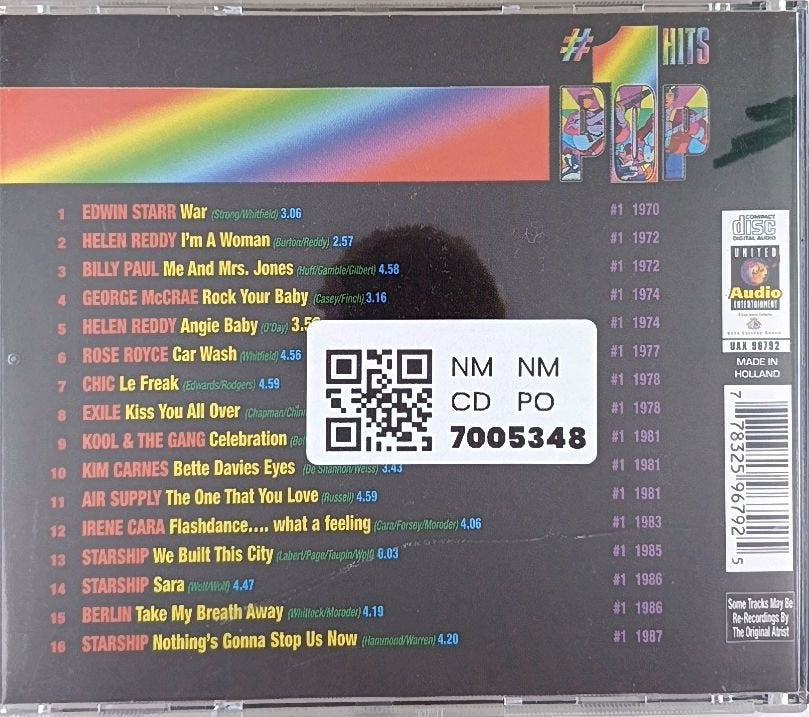 #1 HITS
POP
1 EDWIN STARR War (Strong/Whitfield) 3.06 #1 1970
2 HELEN REDDY I'm A Woman (Burton/Reddy) 2.57 #1 1972
3 BILLY PAUL Me And Mrs. Jones (Huff/Gamble/Gilbert) 4.58 #1 1972
4 GEORGE McCRAE Rock Your Baby (Casey/Finch) 3.16 #1 1974
5 HELEN REDDY Angie Baby (O'Day) #1 1974
6 ROSE ROYCE Car Wash (Whitfield) 4.56 #1 1977
7 CHIC Le Freak (Edwards/Rodgers) 4.59 #1 1978
8 EXILE Kiss You All Over #1 1978
9 KOOL & THE GANG Celebration #1 1981
10 KIM CARNES Bette Davies Eyes (De Shannon/Weiss) 3.43 #1 1981
11 AIR SUPPLY The One That You Love (Russell) 4.59 #1 1981
12 IRENE CARA Flashdance.... what a feeling (Cara/Forsey/Moroder) 4.06 #1 1983
13 STARSHIP We Built This City (Labert/Page/Taupin/Wolf) 6.03 #1 1985
14 STARSHIP Sara (Wolf/Wolf) 4.47 #1 1986
15 BERLIN Take My Breath Away (Whitlock/Moroder) 4.19 #1 1986
16 STARSHIP Nothing's Gonna Stop Us Now (Hammond/Warren) 4.20 #1 1987
NM NM
CD PO
7005348
COMPACT
disc
DIGITAL AUDIO
UNITED
Audio
ENTERTAINMENT
UAX 96792
MADE IN
HOLLAND
7 78325 96792 5
Some Tracks May Be
Re-Recordings By
The Original Atrist